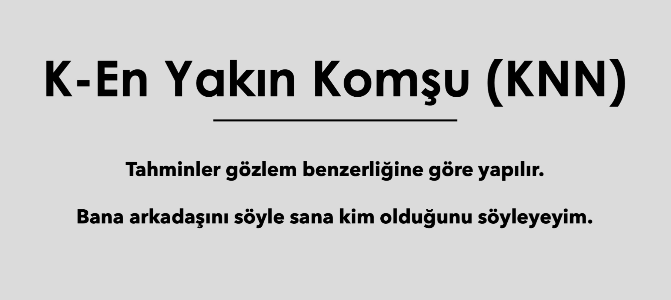 K-En Yakın Komşu (KNN)
Tahminler gözlem benzerliğine göre yapılır.
Bana arkadaşını söyle sana kim olduğunu söyleyeyim.